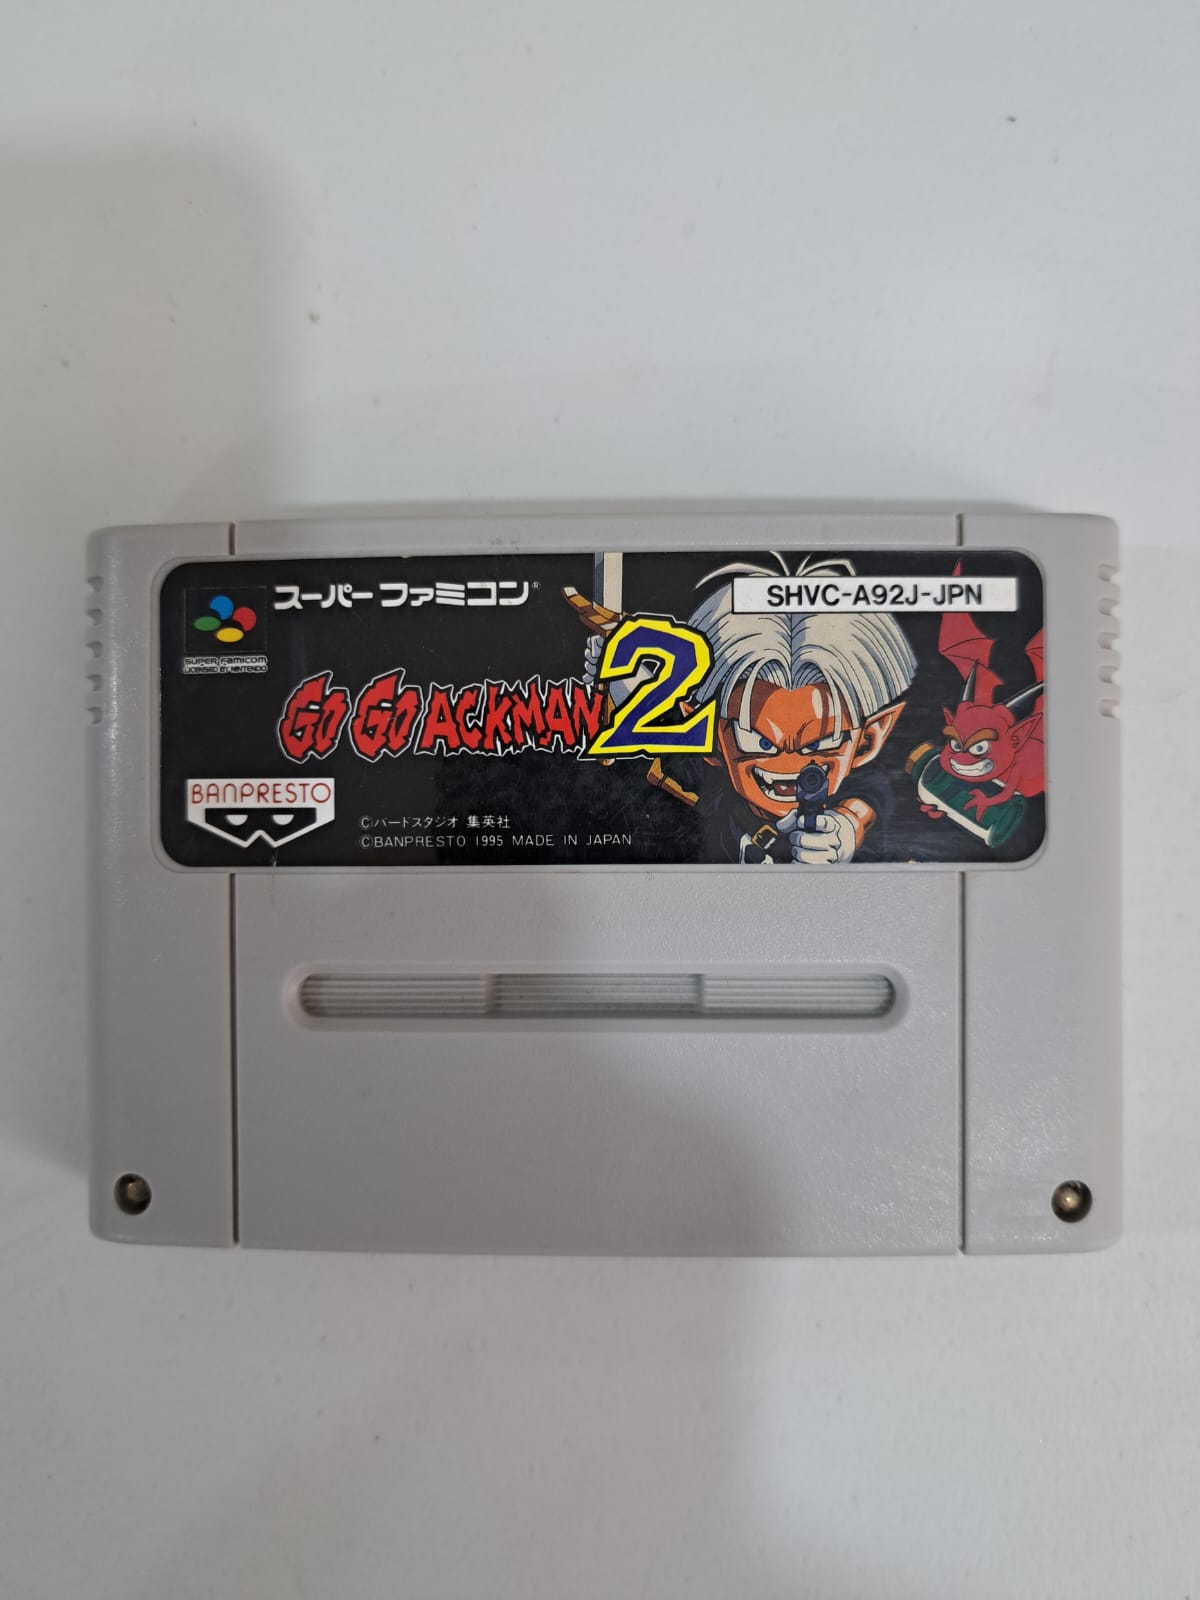 スーパーファミコン®
SHVC-A92J-JPN
SUPER FAMICOM
LICENSED BY NINTENDO
GO GO ACKMAN 2
BANPRESTO
©バードスタジオ 集英社
©BANPRESTO 1995 MADE IN JAPAN